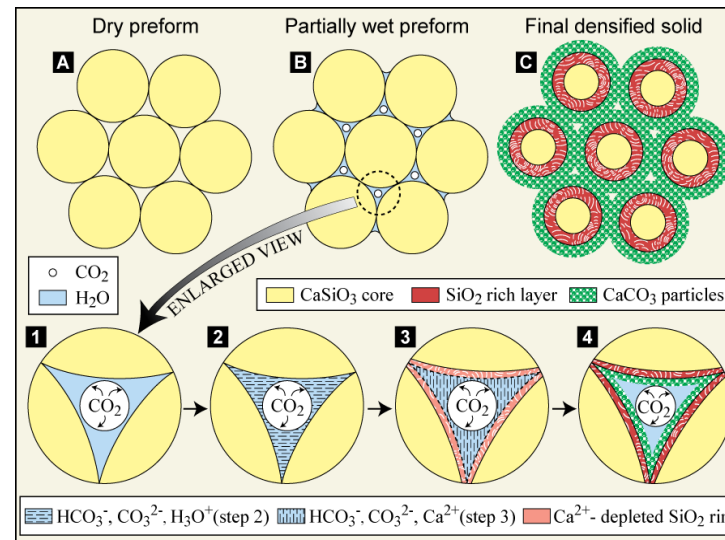 Dry preform
Partially wet preform
Final densified solid
A
B
C
CO₂
H₂O
ENLARGED VIEW
CaSiO₃ core
SiO₂ rich layer
CaCO₃ particles
1
2
3
4
CO₂
CO₂
CO₂
CO₂
HCO₃⁻, CO₃²⁻, H₃O⁺(step 2)
HCO₃⁻, CO₃²⁻, Ca²⁺(step 3)
Ca²⁺- depleted SiO₂ rim